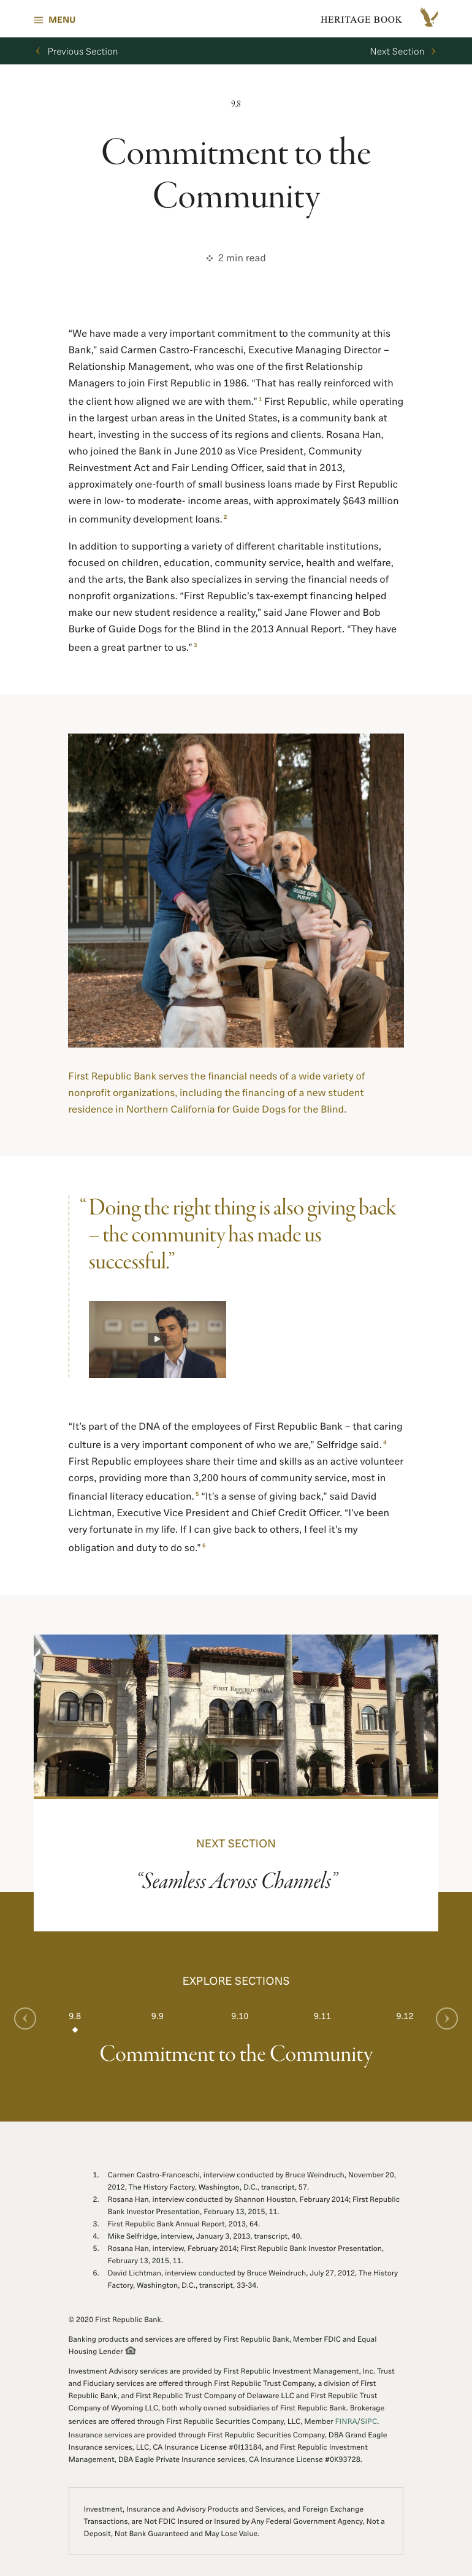 MENU
HERITAGE BOOK
Previous Section
Next Section
9.8
Commitment to the
Community
2 min read
“We have made a very important commitment to the community at this
Bank,” said Carmen Castro-Franceschi, Executive Managing Director –
Relationship Management, who was one of the first Relationship
Managers to join First Republic in 1986. “That has really reinforced with
the client how aligned we are with them.” 1 First Republic, while operating
in the largest urban areas in the United States, is a community bank at
heart, investing in the success of its regions and clients. Rosana Han,
who joined the Bank in June 2010 as Vice President, Community
Reinvestment Act and Fair Lending Officer, said that in 2013,
approximately one-fourth of small business loans made by First Republic
were in low- to moderate- income areas, with approximately $643 million
in community development loans. 2
In addition to supporting a variety of different charitable institutions,
focused on children, education, community service, health and welfare,
and the arts, the Bank also specializes in serving the financial needs of
nonprofit organizations. “First Republic’s tax-exempt financing helped
make our new student residence a reality,” said Jane Flower and Bob
Burke of Guide Dogs for the Blind in the 2013 Annual Report. “They have
been a great partner to us.” 3
GUIDE DOG
PUPPY
First Republic Bank serves the financial needs of a wide variety of
nonprofit organizations, including the financing of a new student
residence in Northern California for Guide Dogs for the Blind.
“Doing the right thing is also giving back
– the community has made us
successful.”
“It’s part of the DNA of the employees of First Republic Bank – that caring
culture is a very important component of who we are,” Selfridge said. 4
First Republic employees share their time and skills as an active volunteer
corps, providing more than 3,200 hours of community service, most in
financial literacy education. 5 “It’s a sense of giving back,” said David
Lichtman, Executive Vice President and Chief Credit Officer. “I’ve been
very fortunate in my life. If I can give back to others, I feel it’s my
obligation and duty to do so.” 6
First Republic Bank
NEXT SECTION
“Seamless Across Channels”
EXPLORE SECTIONS
9.8 9.9 9.10 9.11 9.12
Commitment to the Community
1. Carmen Castro-Franceschi, interview conducted by Bruce Weindruch, November 20,
2012, The History Factory, Washington, D.C., transcript, 57.
2. Rosana Han, interview conducted by Shannon Houston, February 2014; First Republic
Bank Investor Presentation, February 13, 2015, 11.
3. First Republic Bank Annual Report, 2013, 64.
4. Mike Selfridge, interview, January 3, 2013, transcript, 40.
5. Rosana Han, interview, February 2014; First Republic Bank Investor Presentation,
February 13, 2015, 11.
6. David Lichtman, interview conducted by Bruce Weindruch, July 27, 2012, The History
Factory, Washington, D.C., transcript, 33-34.
© 2020 First Republic Bank.
Banking products and services are offered by First Republic Bank, Member FDIC and Equal
Housing Lender
Investment Advisory services are provided by First Republic Investment Management, Inc. Trust
and Fiduciary services are offered through First Republic Trust Company, a division of First
Republic Bank, and First Republic Trust Company of Delaware LLC and First Republic Trust
Company of Wyoming LLC, both wholly owned subsidiaries of First Republic Bank. Brokerage
services are offered through First Republic Securities Company, LLC, Member FINRA/SIPC.
Insurance services are provided through First Republic Securities Company, DBA Grand Eagle
Insurance services, LLC, CA Insurance License #0I13184, and First Republic Investment
Management, DBA Eagle Private Insurance services, CA Insurance License #0K93728.
Investment, Insurance and Advisory Products and Services, and Foreign Exchange
Transactions, are Not FDIC Insured or Insured by Any Federal Government Agency, Not a
Deposit, Not Bank Guaranteed and May Lose Value.